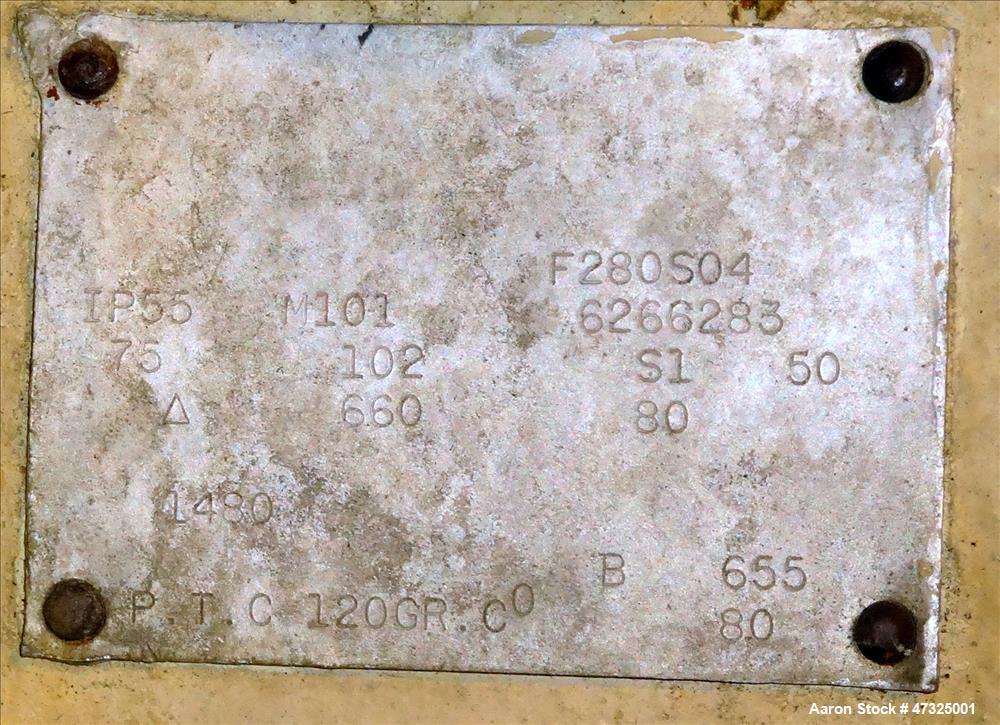 F280S04
IP55 M101 6266283
75 102 S1 50
Δ 660 80
1480
B 655
P.T.C 120GR.C⁰ 80
Aaron Stock # 47325001